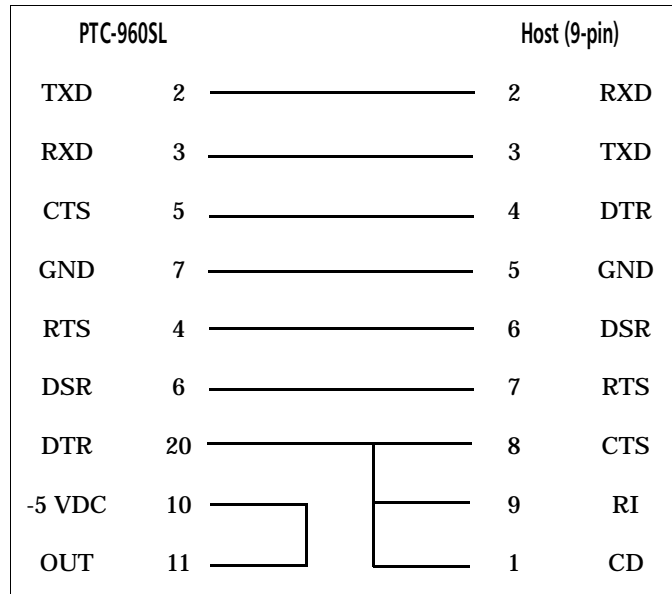 PTC-960SL Host (9-pin)
TXD 2 2 RXD
RXD 3 3 TXD
CTS 5 4 DTR
GND 7 5 GND
RTS 4 6 DSR
DSR 6 7 RTS
DTR 20 8 CTS
-5 VDC 10 9 RI
OUT 11 1 CD